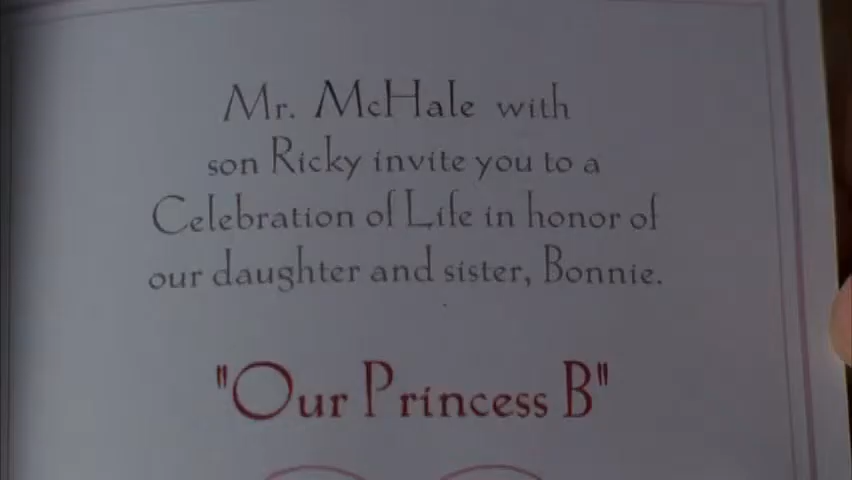 Mr. McHale with
son Ricky invite you to a
Celebration of Life in honor of
our daughter and sister, Bonnie.
"Our Princess B"